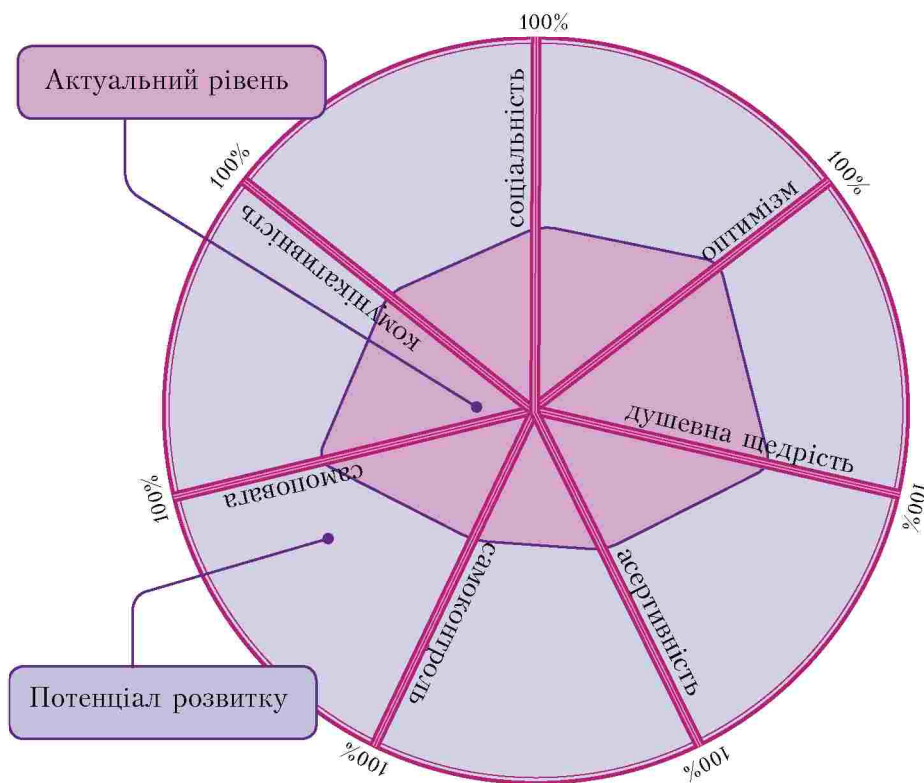 100%
Актуальний рівень
соціальність
100%
100%
оптимізм
комунікативність
душевна щедрість
самоповага
100%
100%
асертивність
самоконтроль
Потенціал розвитку
100%
100%